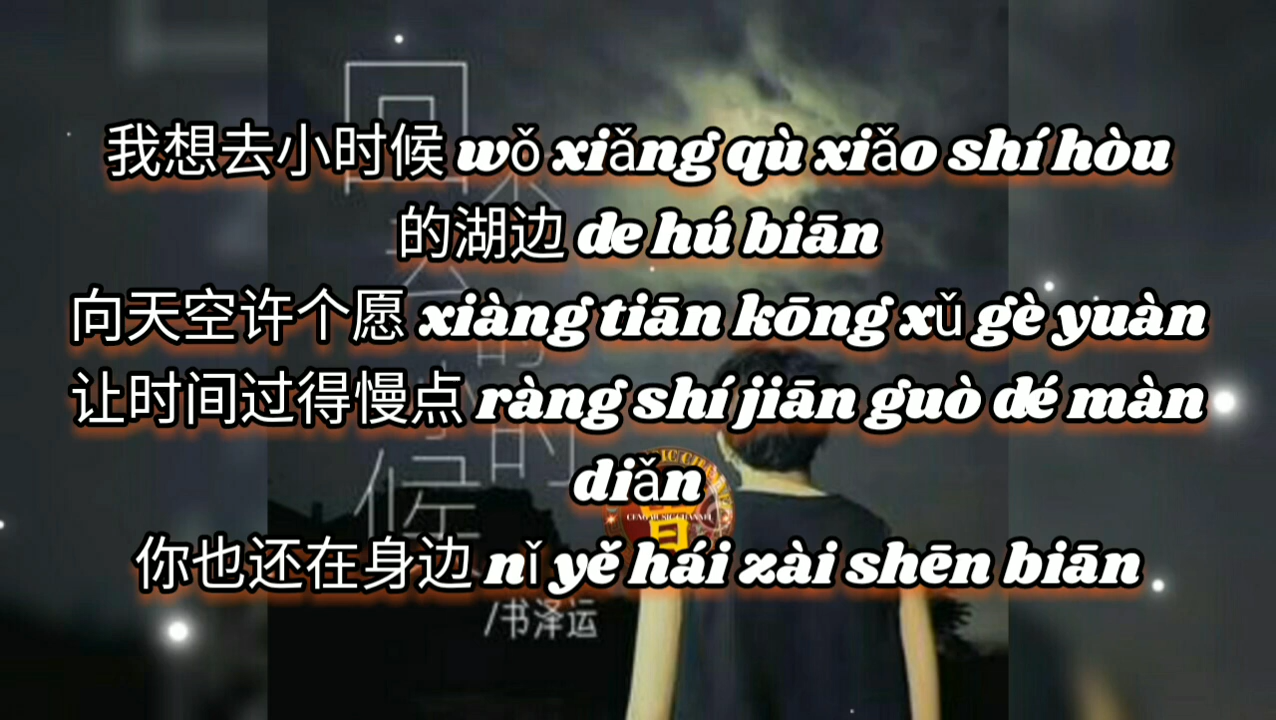 我想去小时候 wǒ xiǎng qù xiǎo shí hòu
的湖边 de hú biān
向天空许个愿 xiàng tiān kōng xǔ gè yuàn
让时间过得慢点 ràng shí jiān guò dé màn
diǎn
你也还在身边 nǐ yě hái zài shēn biān
/书泽运